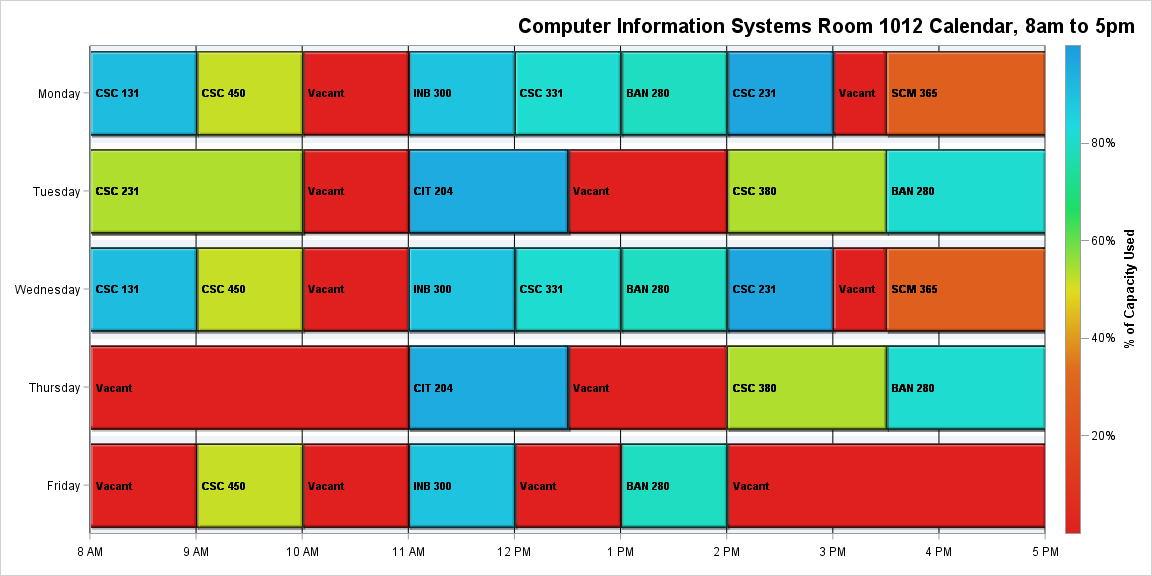 Computer Information Systems Room 1012 Calendar, 8am to 5pm
Monday
CSC 131
CSC 450
Vacant
INB 300
CSC 331
BAN 280
CSC 231
Vacant
SCM 365
Tuesday
CSC 231
Vacant
CIT 204
Vacant
CSC 380
BAN 280
Wednesday
CSC 131
CSC 450
Vacant
INB 300
CSC 331
BAN 280
CSC 231
Vacant
SCM 365
Thursday
Vacant
CIT 204
Vacant
CSC 380
BAN 280
Friday
Vacant
CSC 450
Vacant
INB 300
Vacant
BAN 280
Vacant
8 AM
9 AM
10 AM
11 AM
12 PM
1 PM
2 PM
3 PM
4 PM
5 PM
80%
60%
40%
20%
% of Capacity Used